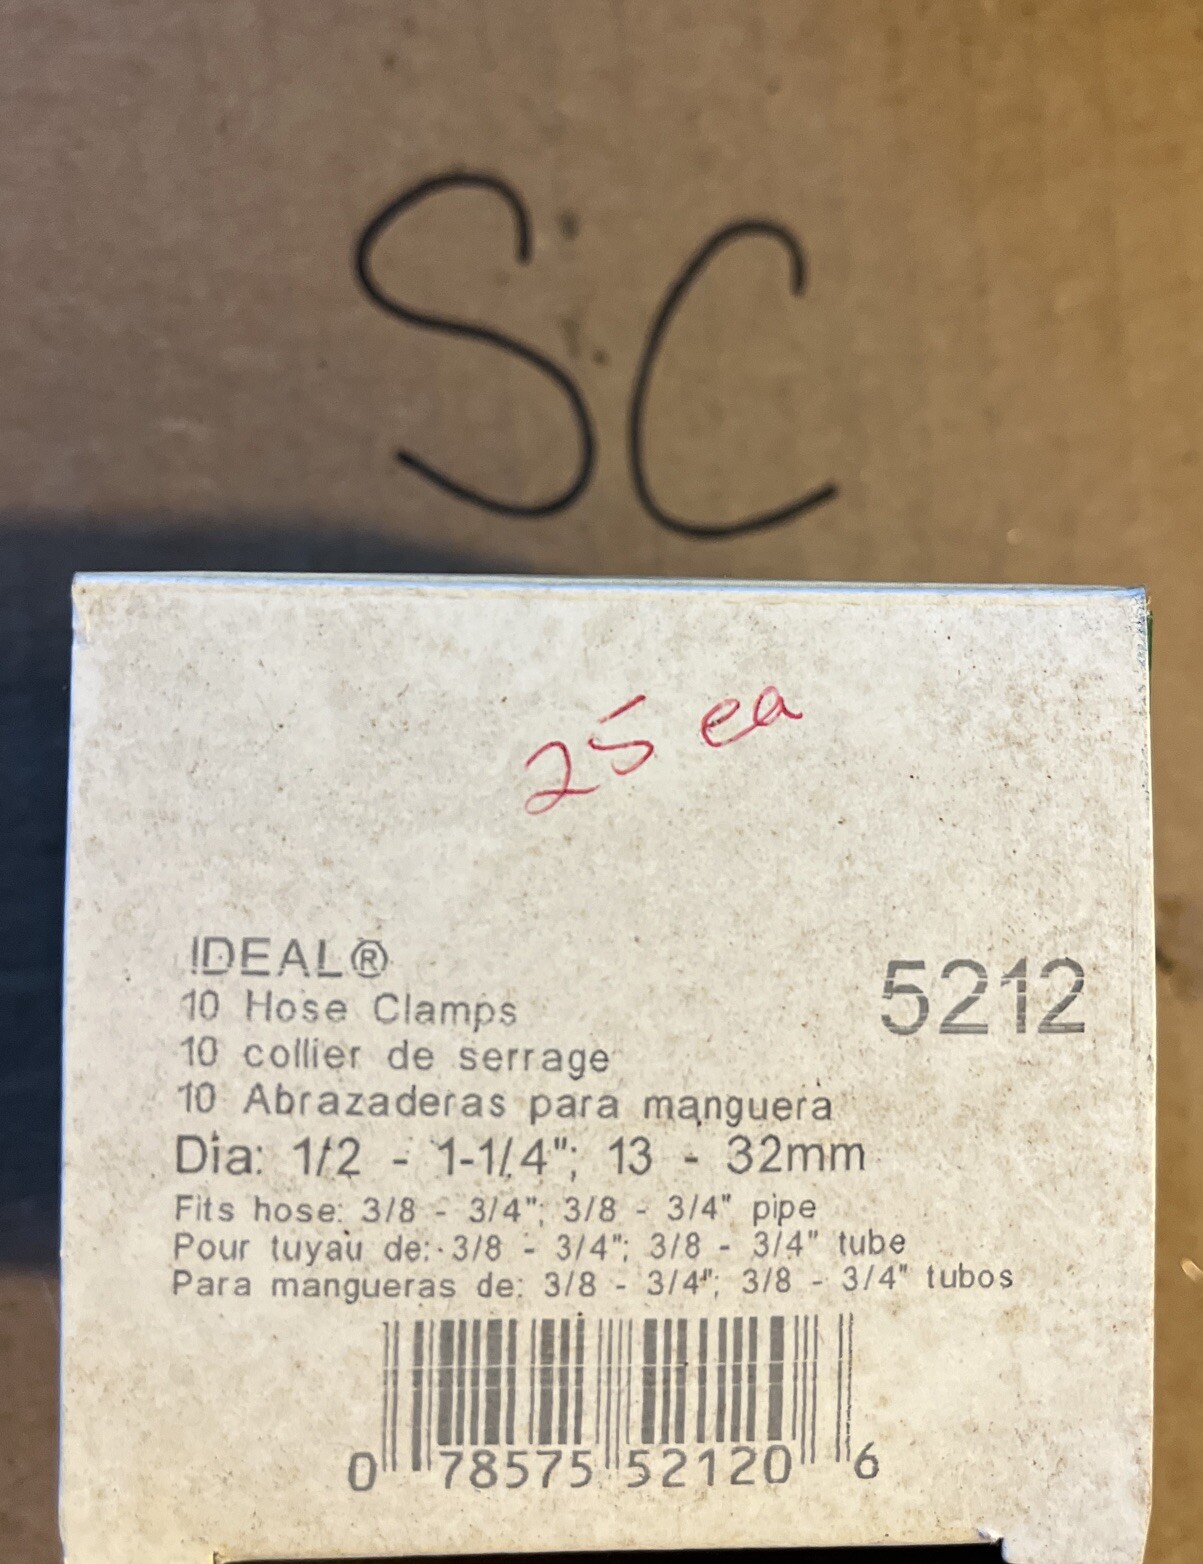 SC
25 ea
IDEAL®
5212
10 Hose Clamps
10 collier de serrage
10 Abrazaderas para manguera
Dia: 1/2 - 1-1/4"; 13 - 32mm
Fits hose: 3/8 - 3/4"; 3/8 - 3/4" pipe
Pour tuyau de: 3/8 - 3/4"; 3/8 - 3/4" tube
Para mangueras de: 3/8 - 3/4"; 3/8 - 3/4" tubos
0 78575 52120 6